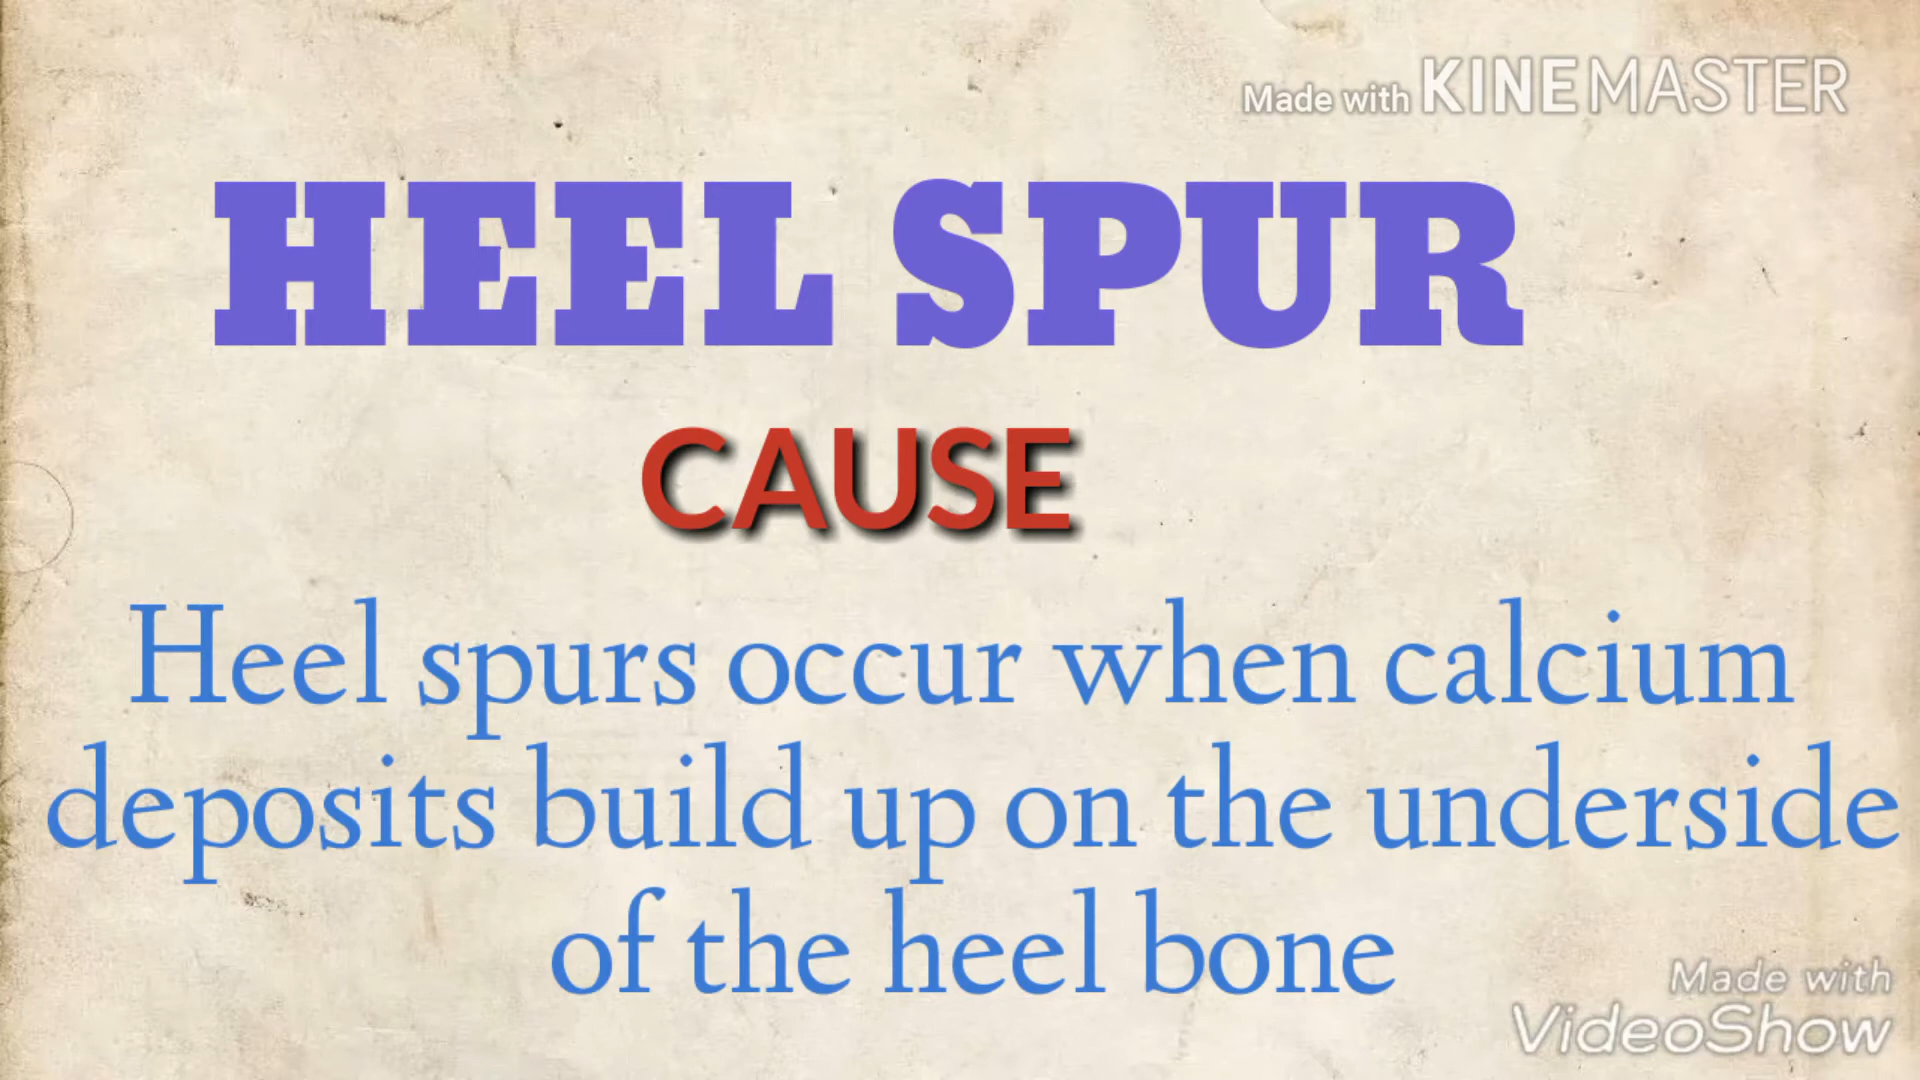 Made with KINEMASTER
HEEL SPUR
CAUSE
Heel spurs occur when calcium
deposits build up on the underside
of the heel bone
Made with
VideoShow